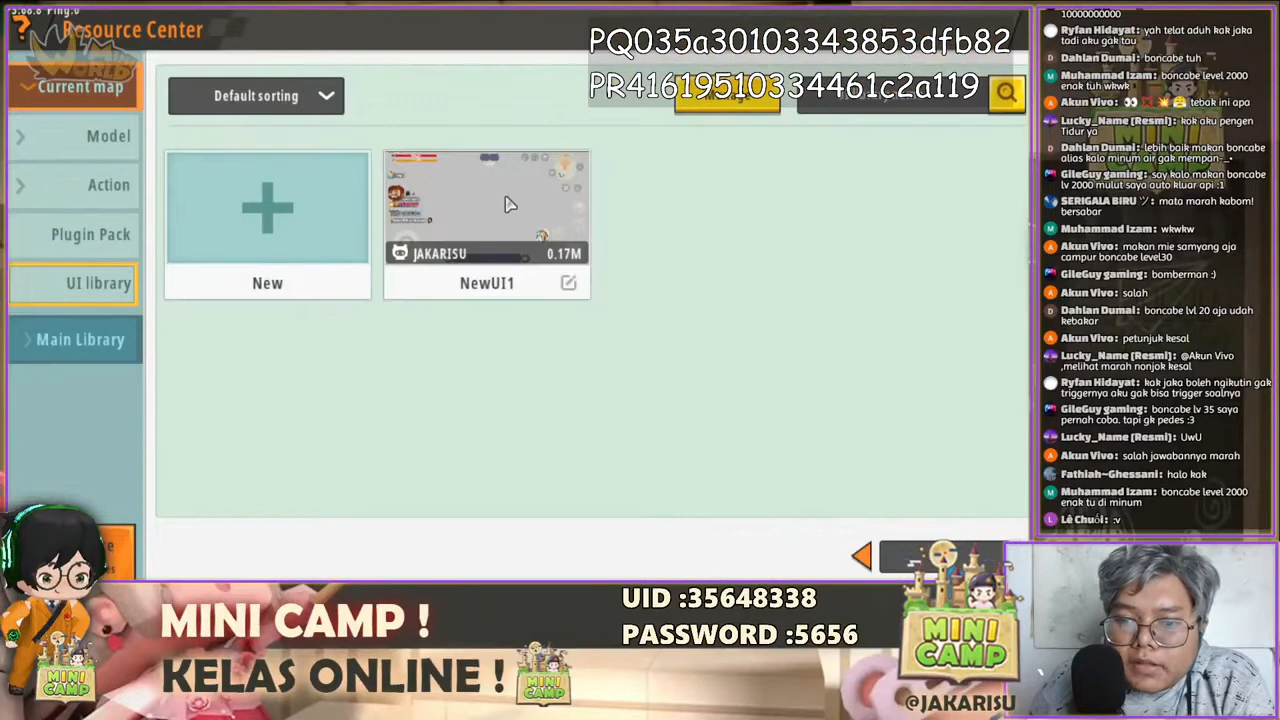 Resource Center
PQ035a30103343853dfb82
PR41619510334461c2a119
Current map
Default sorting
Model
Action
Plugin Pack
UI library
Main Library
JAKARISU
0.17M
New
NewUI1
MINI CAMP !
KELAS ONLINE !
UID :35648338
PASSWORD :5656
MINI CAMP
MINI CAMP
MINI CAMP
@JAKARISU
10000000000
Ryfan Hidayat: yah telat aduh kak jaka
tadi aku gak tau
Dahlan Dumai: boncabe tuh
Muhammad Izam: boncabe level 2000
enak tuh wkwk
Akun Vivo: 👀 💢 💥 😤 tebak ini apa
Lucky_Name [Resmi]: kok aku pengen
Tidur ya
Dahlan Dumai: lebih baik makan boncabe
alias kalo minum air gak mempan-_•
GileGuy gaming: soy kalo makan boncabe
lv 2000 mulut saya auto kluar api :1
SERIGALA BIRU ツ: mata marah kabom!
bersabar
Muhammad Izam: wkwkw
Akun Vivo: makan mie samyang aja
campur boncabe level30
GileGuy gaming: bomberman :)
Akun Vivo: salah
Dahlan Dumai: boncabe lvl 20 aja udah
kebakar
Akun Vivo: petunjuk kesal
Lucky_Name [Resmi]: @Akun Vivo
,melihat marah nonjok kesal
Ryfan Hidayat: kak jaka boleh ngikutin gak
triggernya aku gak bisa trigger soalnya
GileGuy gaming: boncabe lv 35 saya
pernah coba. tapi gk pedes :3
Lucky_Name [Resmi]: UwU
Akun Vivo: salah jawabannya marah
Fathiah~Ghessani: halo kak
Muhammad Izam: boncabe level 2000
enak tu di minum
Lê Chuối: :v